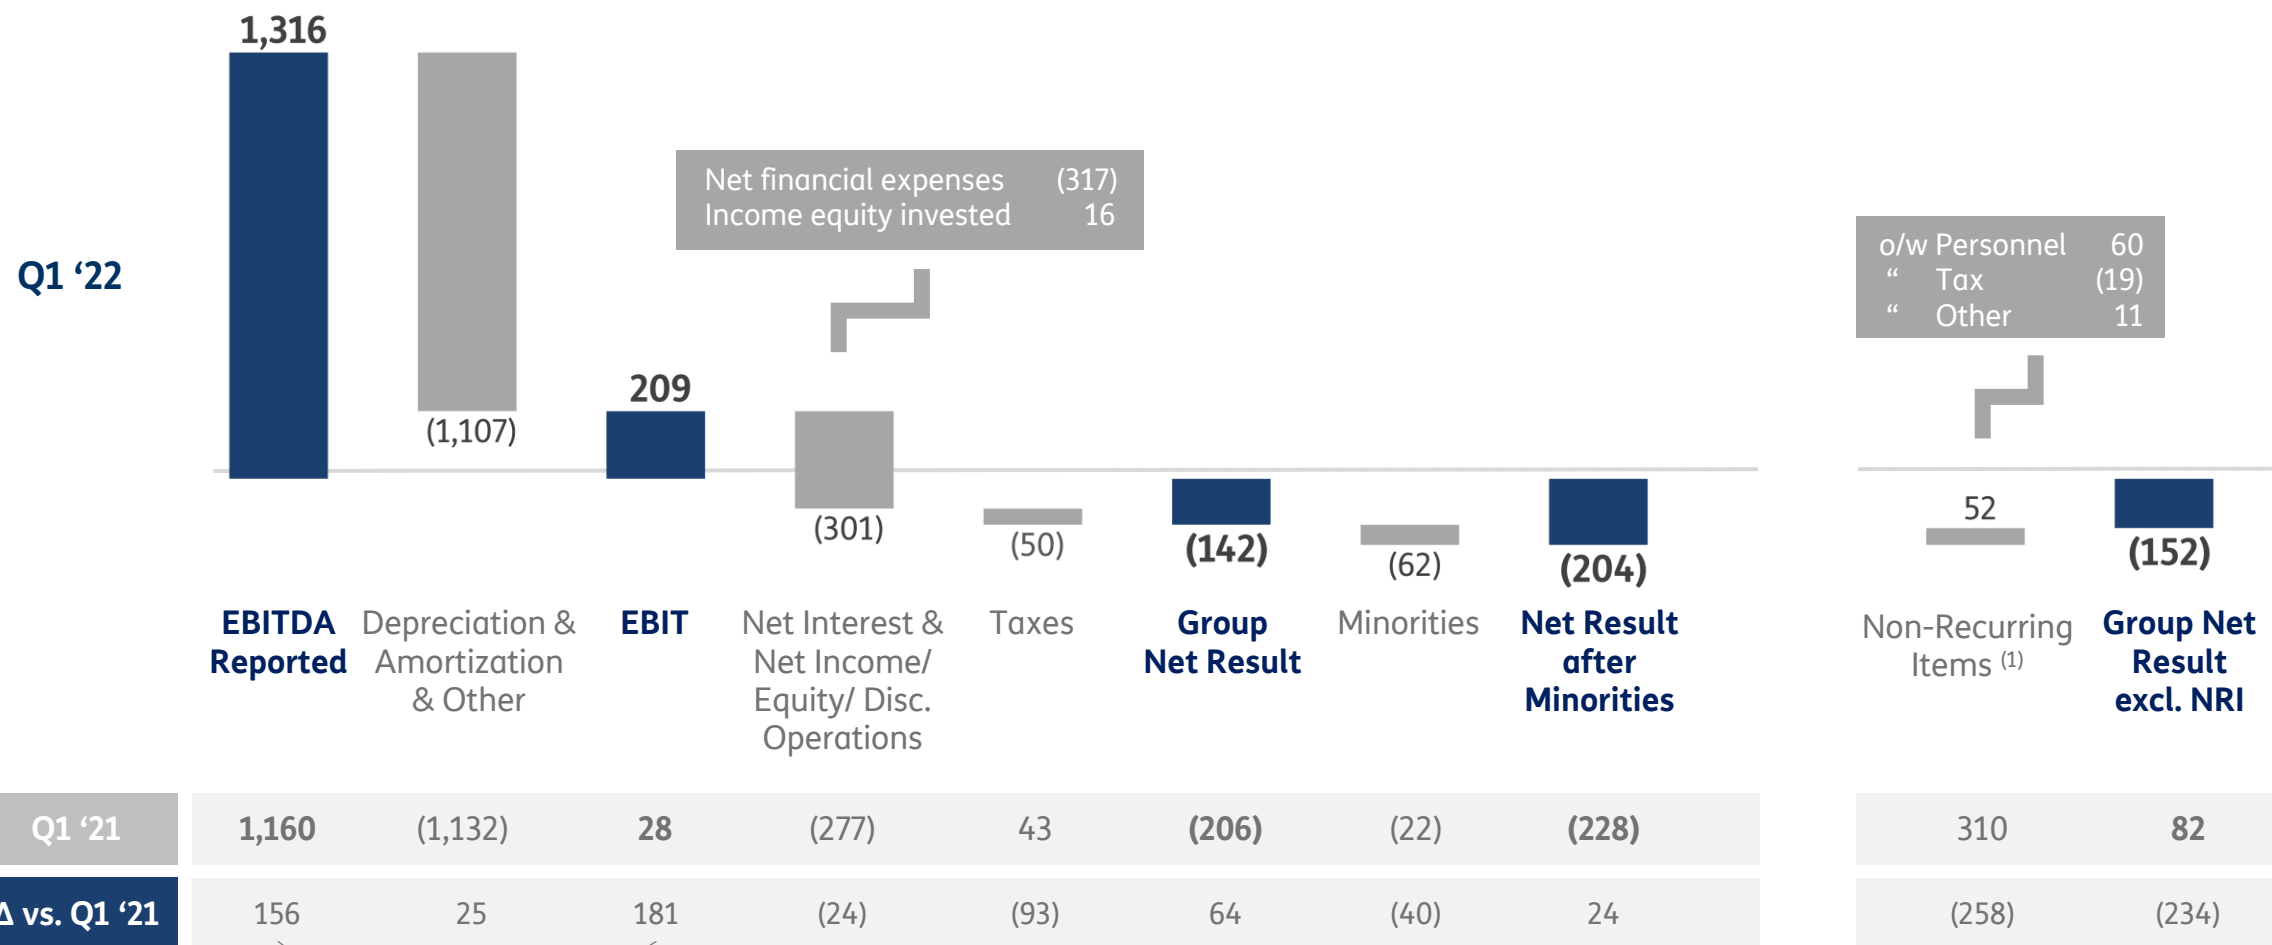 1,316
Net financial expenses (317)
Income equity invested 16
o/w Personnel 60
“ Tax (19)
“ Other 11
Q1 ‘22
209
(1,107)
(301)
(50)
(142)
(62)
(204)
52
(152)
EBITDA
Reported
Depreciation &
Amortization
& Other
EBIT
Net Interest &
Net Income/
Equity/ Disc.
Operations
Taxes
Group
Net Result
Minorities
Net Result
after
Minorities
Non-Recurring
Items (1)
Group Net
Result
excl. NRI
Q1 ‘21 1,160 (1,132) 28 (277) 43 (206) (22) (228) 310 82
Δ vs. Q1 ‘21 156 25 181 (24) (93) 64 (40) 24 (258) (234)